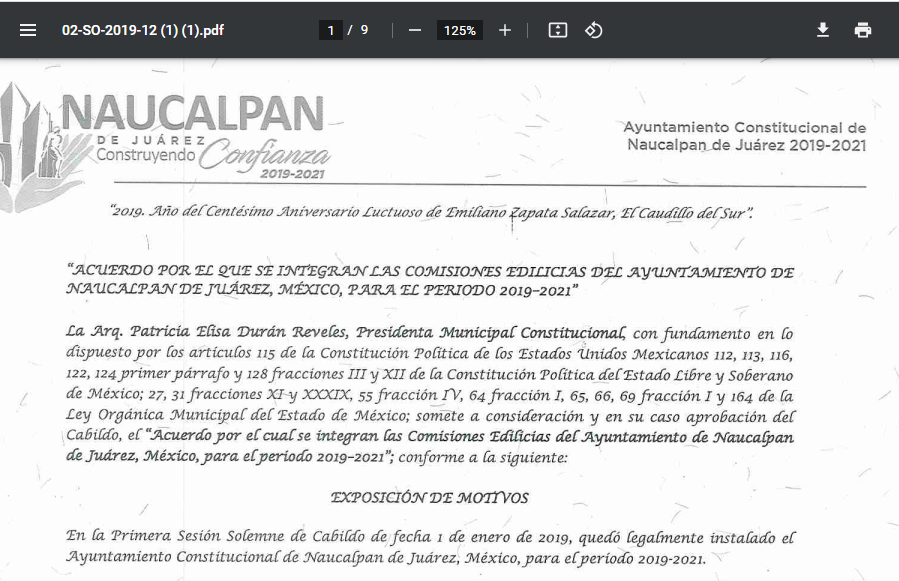 02-SO-2019-12 (1) (1).pdf
1 / 9
125%
NAUCALPAN
DE JUÁREZ
Construyendo Confianza
2019-2021
Ayuntamiento Constitucional de
Naucalpan de Juárez 2019-2021
"2019. Año del Centésimo Aniversario Luctuoso de Emiliano Zapata Salazar, El Caudillo del Sur".
"ACUERDO POR EL QUE SE INTEGRAN LAS COMISIONES EDILICIAS DEL AYUNTAMIENTO DE
NAUCALPAN DE JUÁREZ, MÉXICO, PARA EL PERIODO 2019-2021"
La Arq. Patricia Elisa Durán Reveles, Presidenta Municipal Constitucional, con fundamento en lo
dispuesto por los artículos 115 de la Constitución Política de los Estados Unidos Mexicanos 112, 113, 116,
122, 124 primer párrafo y 128 fracciones III y XII de la Constitución Política del Estado Libre y Soberano
de México; 27, 31 fracciones XI y XXXIX, 55 fracción IV, 64 fracción I, 65, 66, 69 fracción I y 164 de la
Ley Orgánica Municipal del Estado de México; somete a consideración y en su caso aprobación del
Cabildo, el "Acuerdo por el cual se integran las Comisiones Edilicias del Ayuntamiento de Naucalpan
de Juárez, México, para el periodo 2019-2021"; conforme a la siguiente:
EXPOSICIÓN DE MOTIVOS
En la Primera Sesión Solemne de Cabildo de fecha 1 de enero de 2019, quedó legalmente instalado el
Ayuntamiento Constitucional de Naucalpan de Juárez, México, para el período 2019-2021.